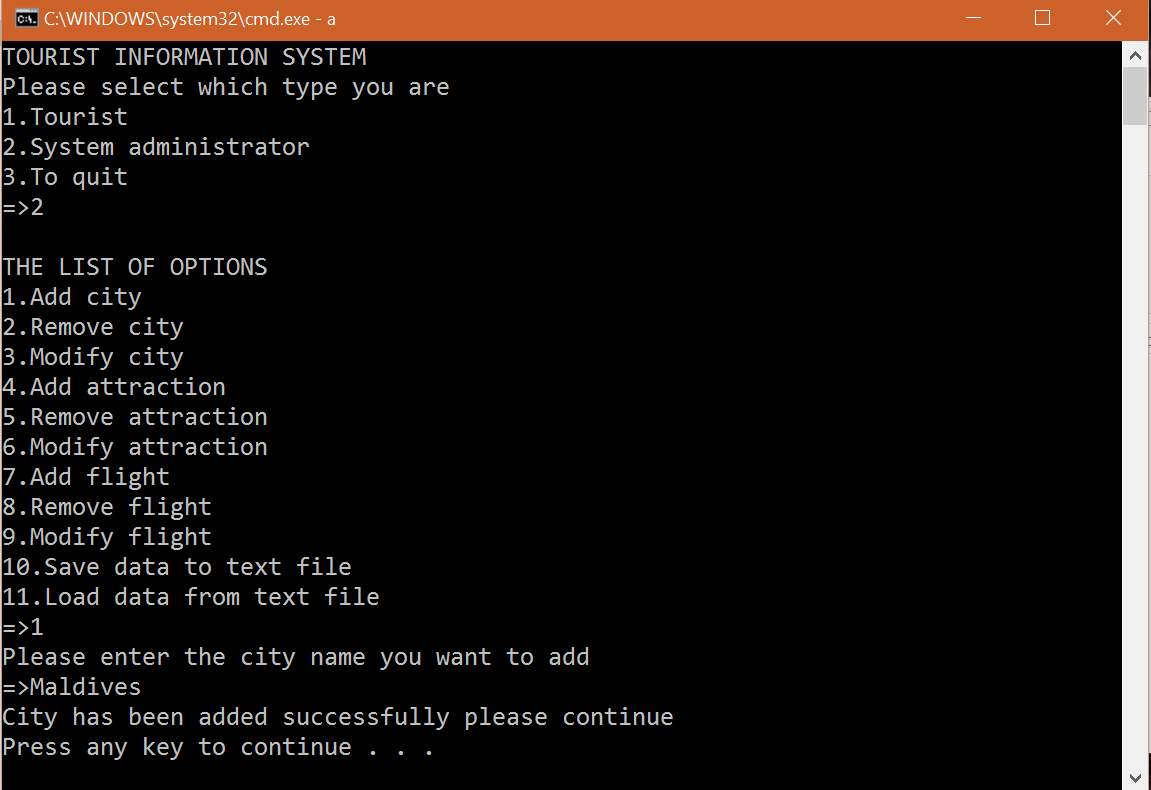 C:\WINDOWS\system32\cmd.exe - a
TOURIST INFORMATION SYSTEM
Please select which type you are
1.Tourist
2.System administrator
3.To quit
=>2
THE LIST OF OPTIONS
1.Add city
2.Remove city
3.Modify city
4.Add attraction
5.Remove attraction
6.Modify attraction
7.Add flight
8.Remove flight
9.Modify flight
10.Save data to text file
11.Load data from text file
=>1
Please enter the city name you want to add
=>Maldives
City has been added successfully please continue
Press any key to continue . . .